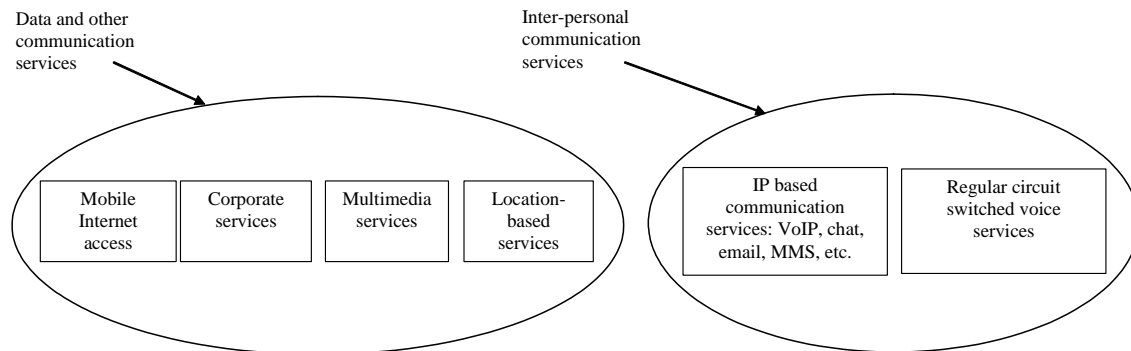 Data and other
communication
services
Inter-personal
communication
services
Mobile
Internet
access
Corporate
services
Multimedia
services
Location-
based
services
IP based
communication
services: VoIP, chat,
email, MMS, etc.
Regular circuit
switched voice
services